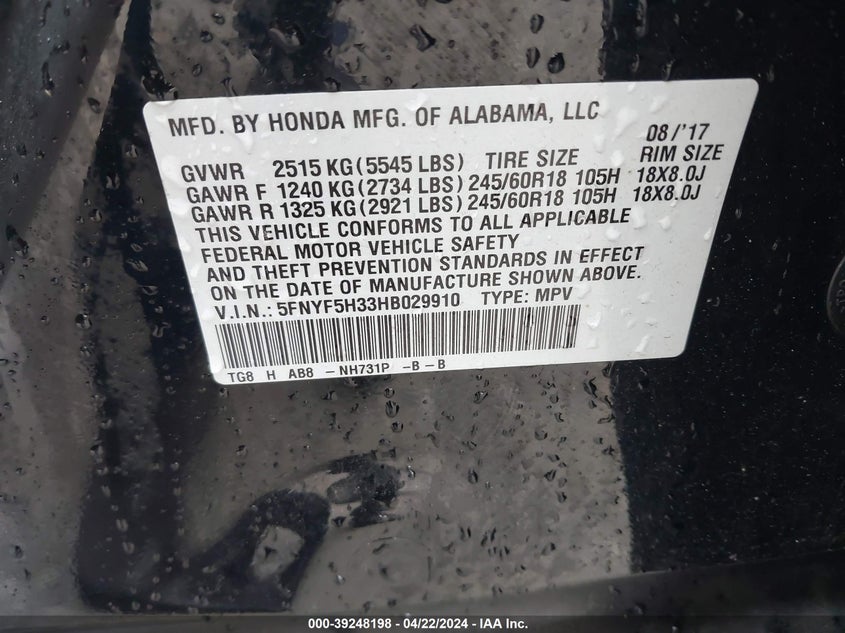 MFD. BY HONDA MFG. OF ALABAMA, LLC 08/'17
GVWR 2515 KG(5545 LBS) TIRE SIZE RIM SIZE
GAWR F 1240 KG(2734 LBS) 245/60R18 105H 18X8.0J
GAWR R 1325 KG(2921 LBS) 245/60R18 105H 18X8.0J
THIS VEHICLE CONFORMS TO ALL APPLICABLE
FEDERAL MOTOR VEHICLE SAFETY
AND THEFT PREVENTION STANDARDS IN EFFECT
ON THE DATE OF MANUFACTURE SHOWN ABOVE.
V.I.N.: 5FNYF5H33HB029910 TYPE: MPV
TG8 H AB8 - NH731P -B - B
000-39248198 - 04/22/2024 - IAA Inc.